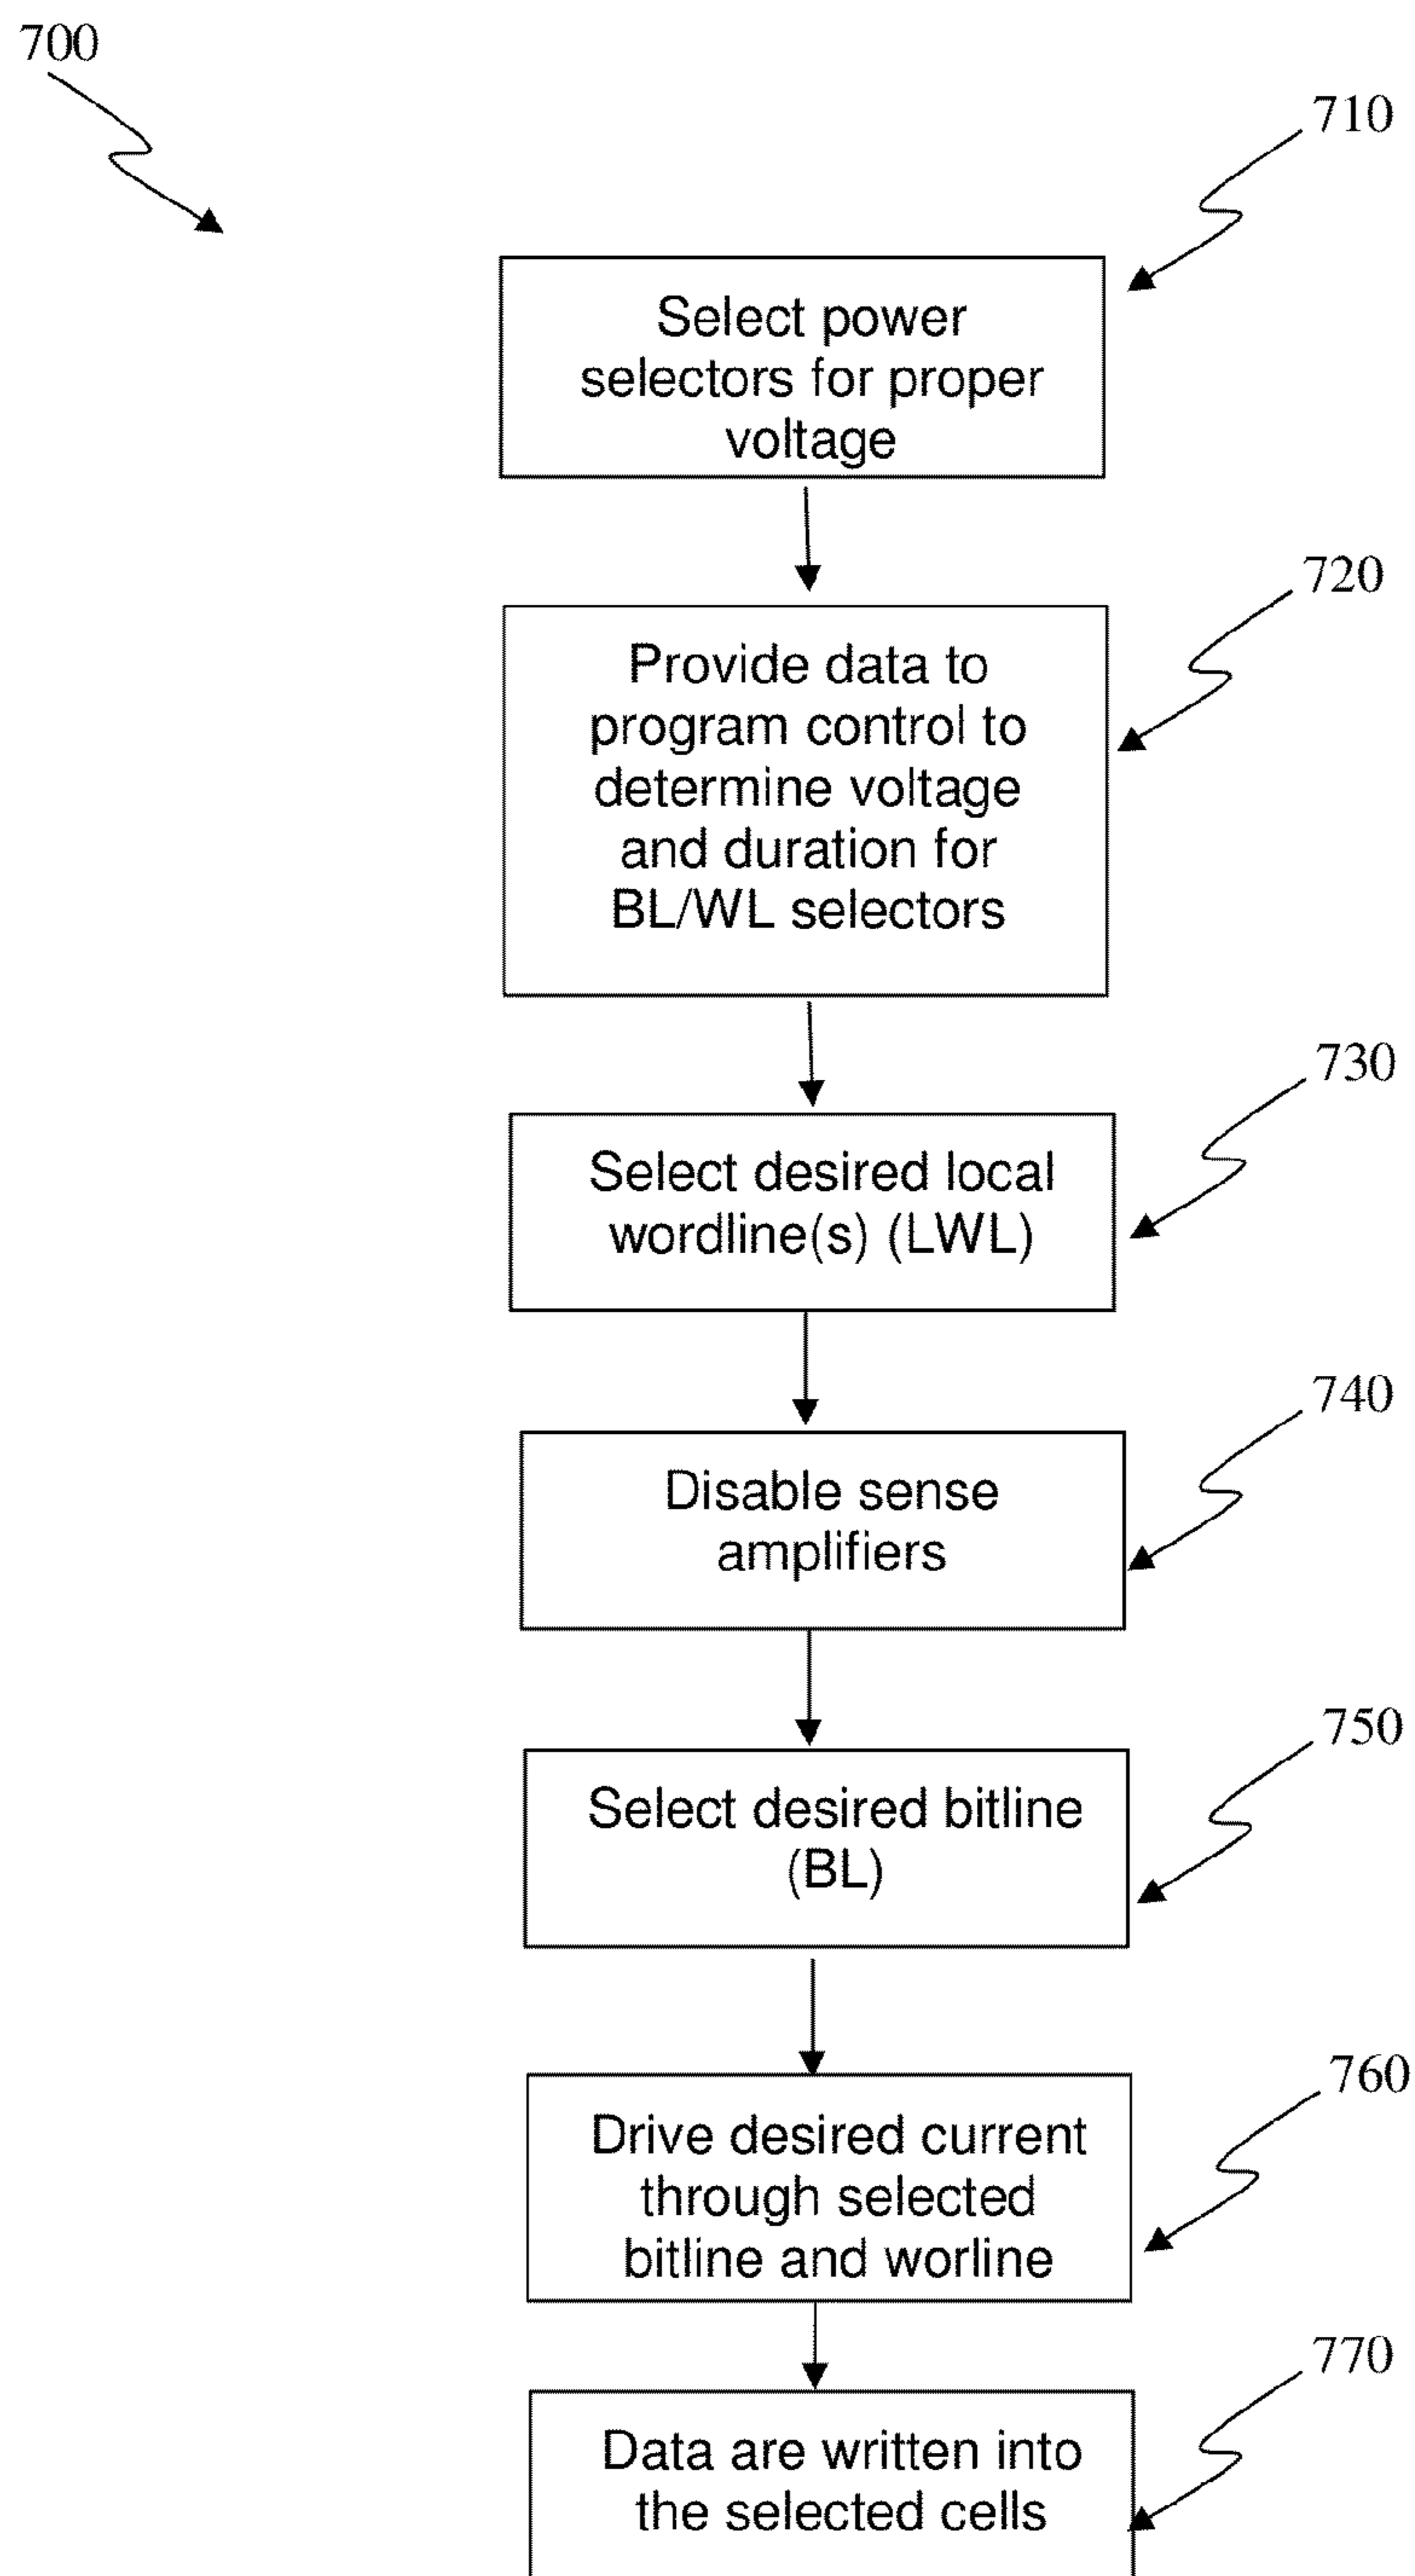 700
710
Select power
selectors for proper
voltage
720
Provide data to
program control to
determine voltage
and duration for
BL/WL selectors
730
Select desired local
wordline(s) (LWL)
740
Disable sense
amplifiers
750
Select desired bitline
(BL)
760
Drive desired current
through selected
bitline and worline
770
Data are written into
the selected cells